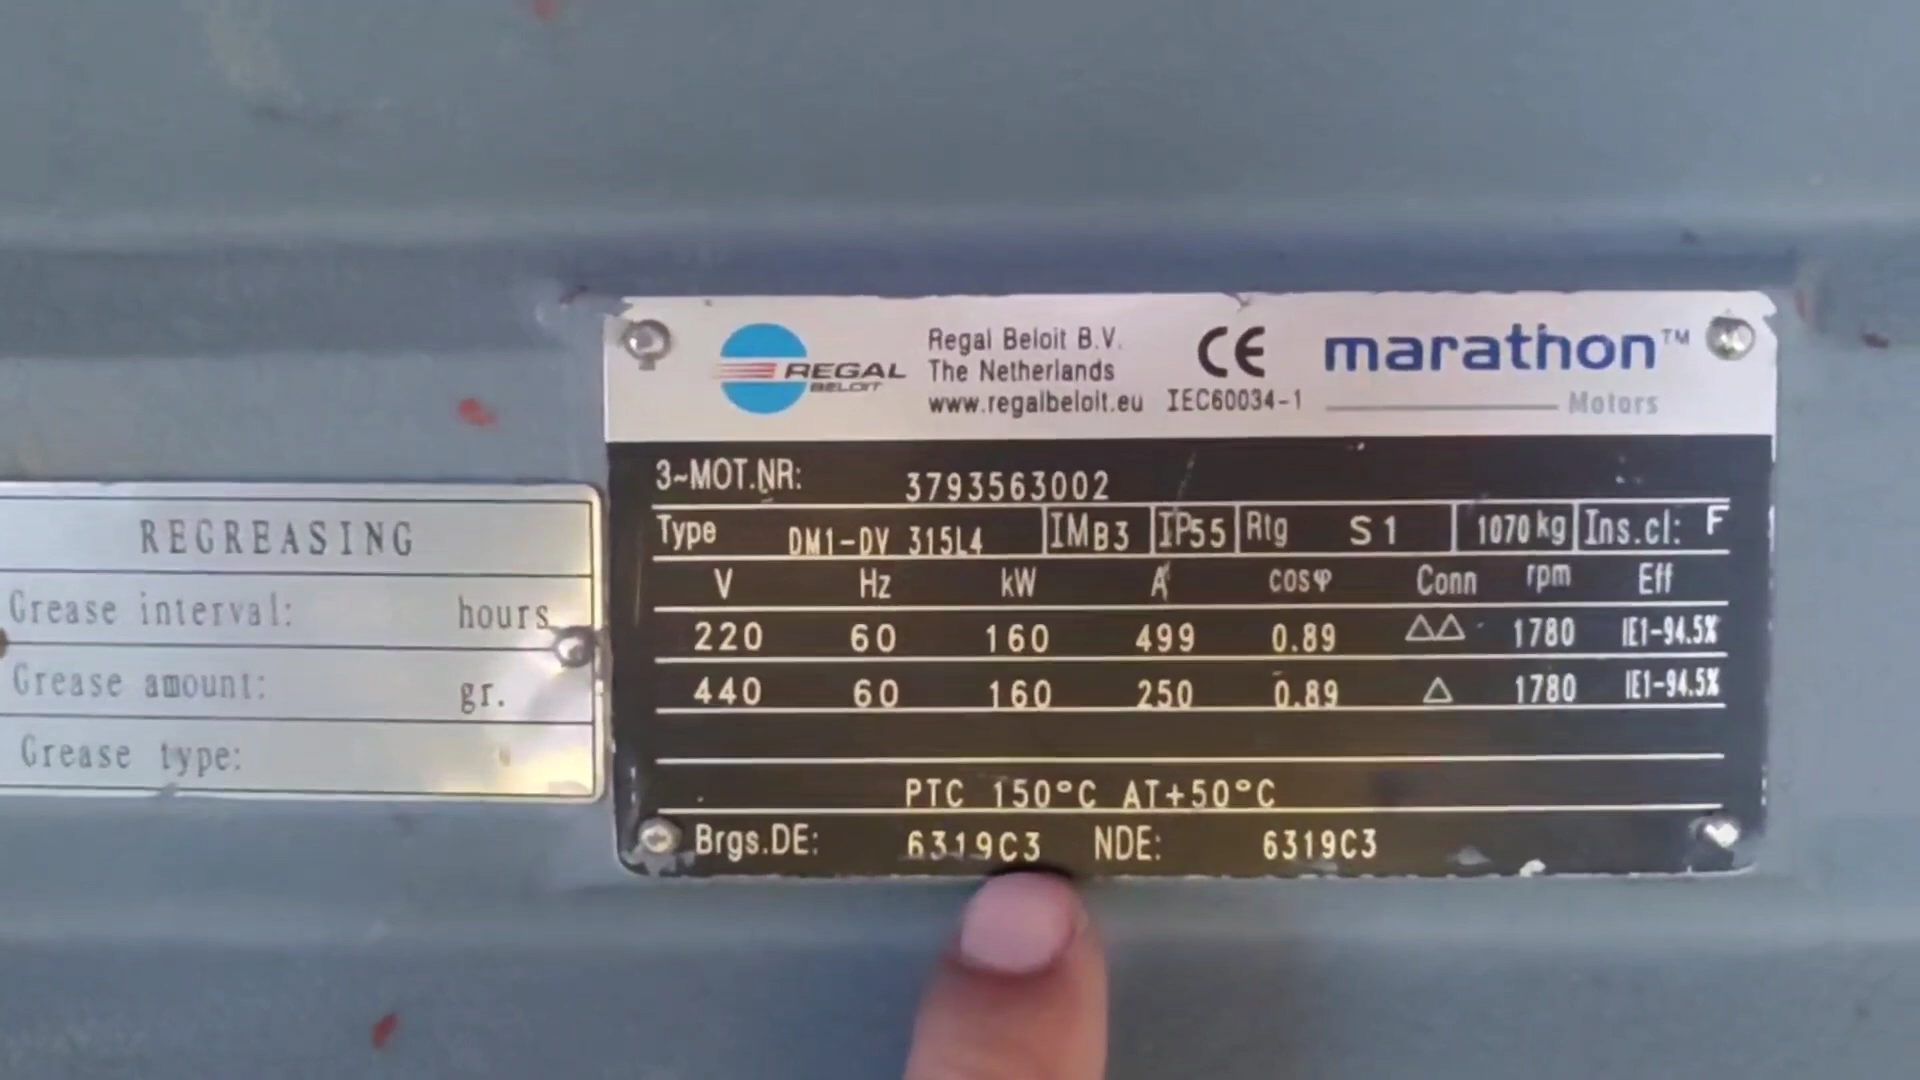 REGAL
BELOIT
Regal Beloit B.V.
The Netherlands
www.regalbeloit.eu
CE
IEC60034-1
marathon™
Motors
3~MOT.NR: 3793563002
Type DM1-DV 315L4 IMB3 IP55 Rtg S1 1070kg Ins.cl: F
V Hz kW A cosφ Conn rpm Eff
220 60 160 499 0.89 △△ 1780 IE1-94.5%
440 60 160 250 0.89 △ 1780 IE1-94.5%
PTC 150°C AT+50°C
Brgs.DE: 6319C3 NDE: 6319C3
REGREASING
Grease interval: hours
Grease amount: gr.
Grease type: